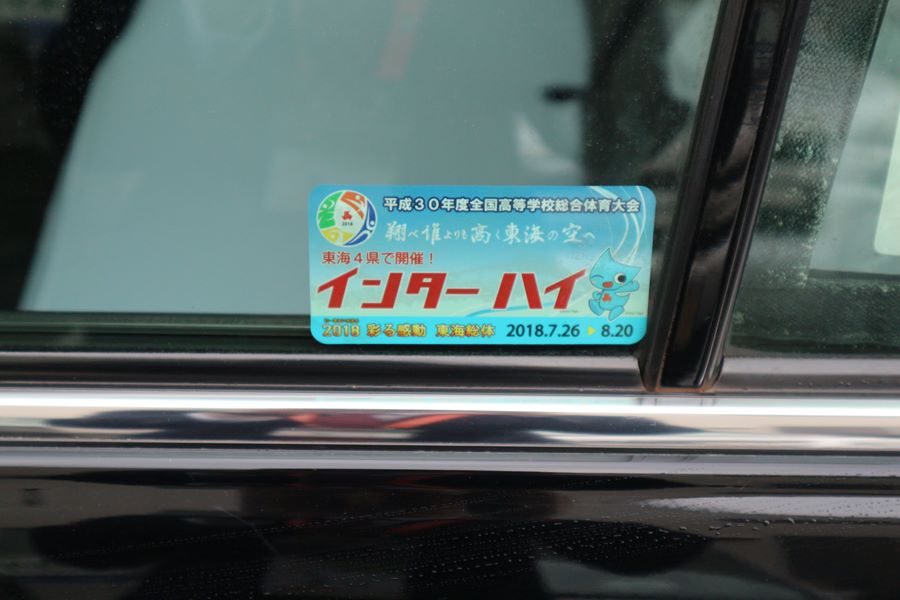 平成30年度全国高等学校総合体育大会
翔べ誰よりも高く東海の空へ
東海4県で開催!
インターハイ
2018 彩る感動 東海総体 2018.7.26 ▶ 8.20
2018